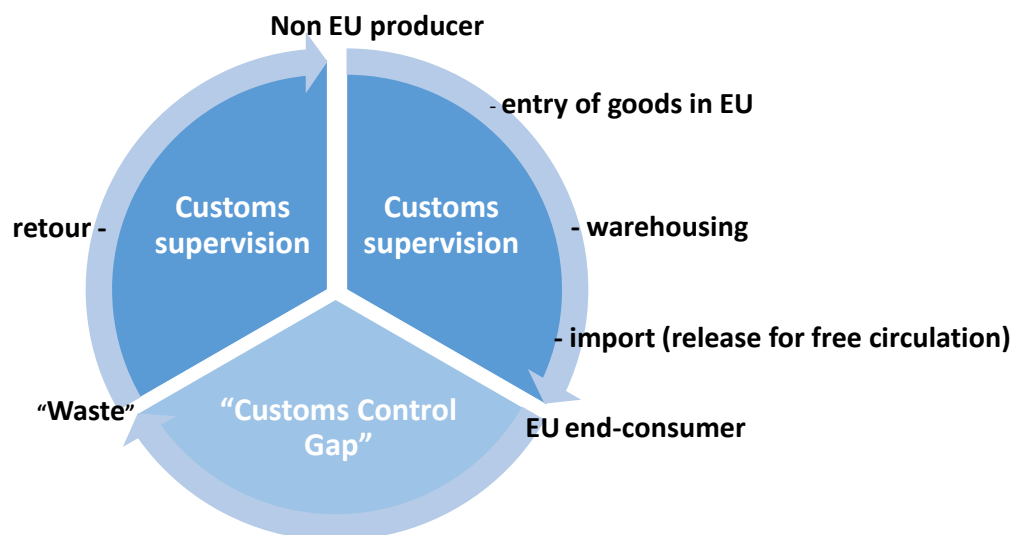 Non EU producer
- entry of goods in EU
Customs
supervision
Customs
supervision
retour -
- warehousing
- import (release for free circulation)
“Waste”
“Customs Control
Gap”
EU end-consumer